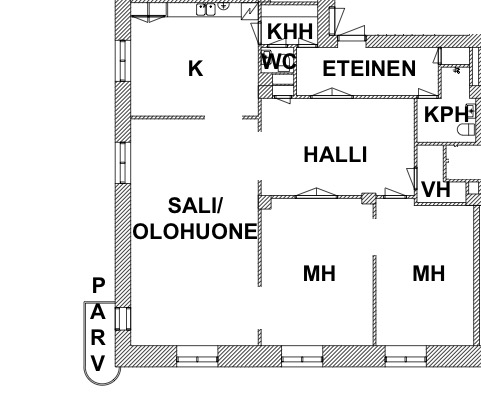 KHH
K
WC
ETEINEN
KPH
HALLI
VH
SALI/
OLOHUONE
MH
MH
P
A
R
V